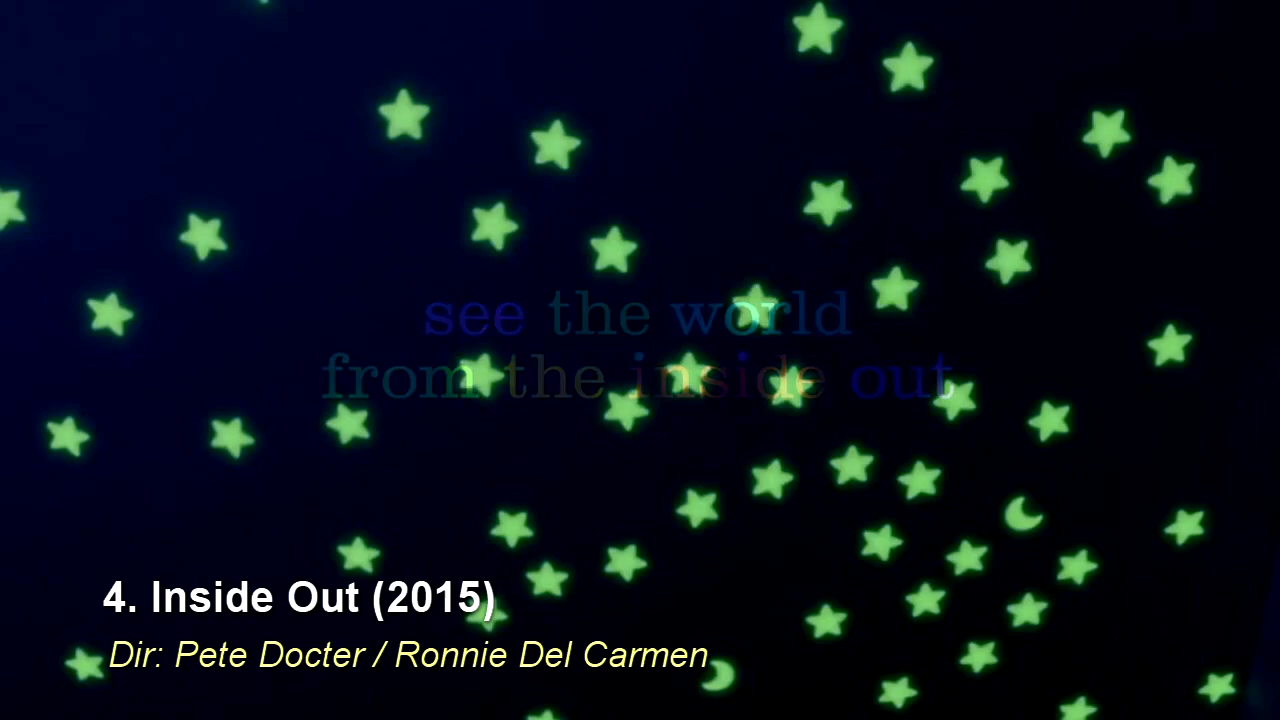 see the world
from the inside out
4. Inside Out (2015)
Dir: Pete Docter / Ronnie Del Carmen